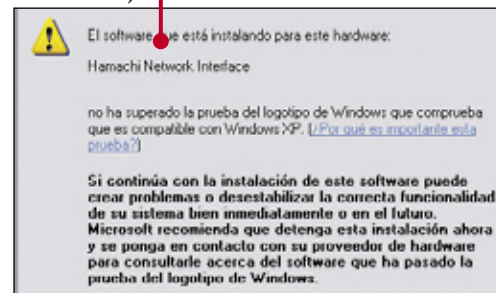 El software que está instalando para este hardware:
Hamachi Network Interface
no ha superado la prueba del logotipo de Windows que comprueba
que es compatible con Windows XP. (¿Por qué es importante esta
prueba?)
Si continúa con la instalación de este software puede
crear problemas o desestabilizar la correcta funcionalidad
de su sistema bien inmediatamente o en el futuro.
Microsoft recomienda que detenga esta instalación ahora
y se ponga en contacto con su proveedor de hardware
para consultarle acerca del software que ha pasado la
prueba del logotipo de Windows.